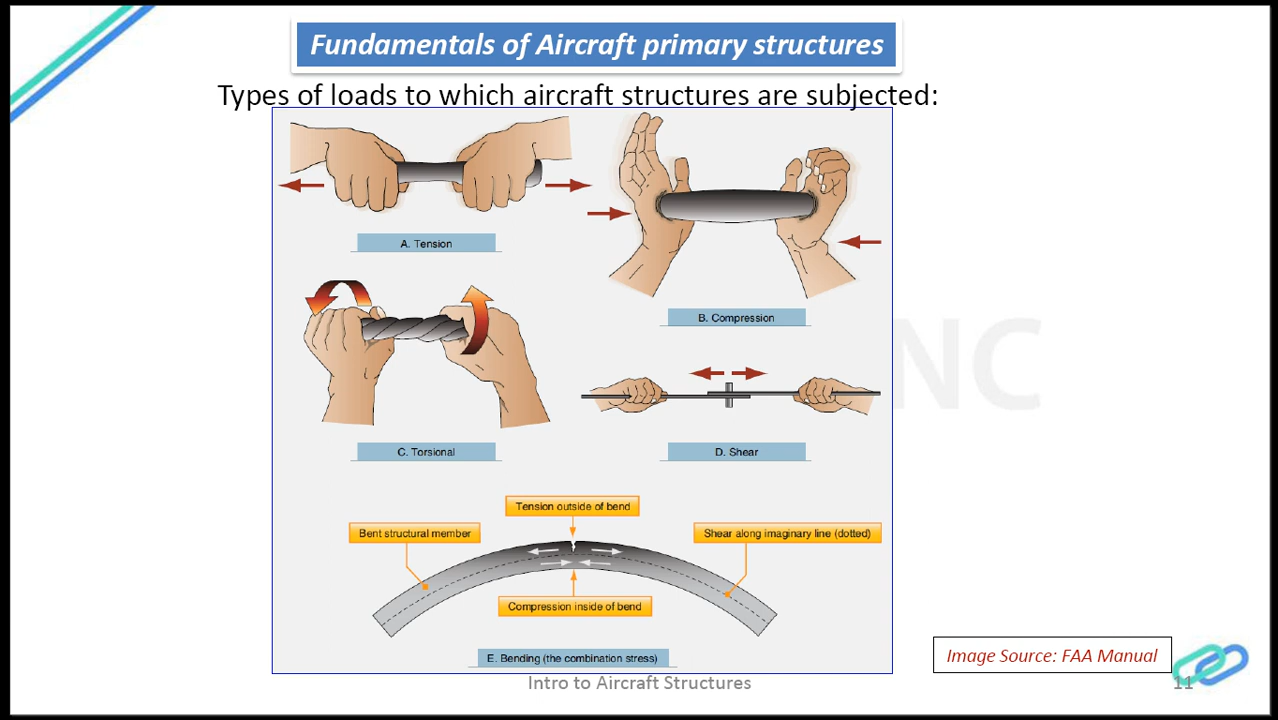 Fundamentals of Aircraft primary structures
Types of loads to which aircraft structures are subjected:
A. Tension
B. Compression
C. Torsional
D. Shear
NC
Tension outside of bend
Bent structural member
Shear along imaginary line (dotted)
Compression inside of bend
E. Bending (the combination stress)
Image Source: FAA Manual
Intro to Aircraft Structures
11